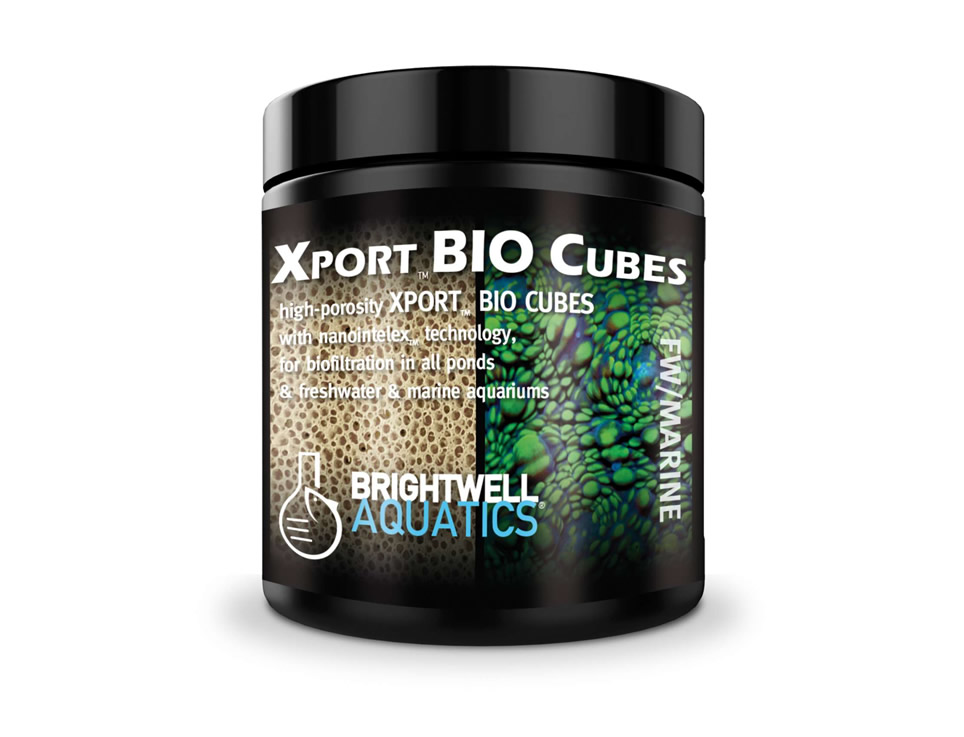 XPORT™ BIO CUBES
high-porosity XPORT™ BIO CUBES
with nanointelex™ technology,
for biofiltration in all ponds
& freshwater & marine aquariums
FW/MARINE
BRIGHTWELL
AQUATICS®